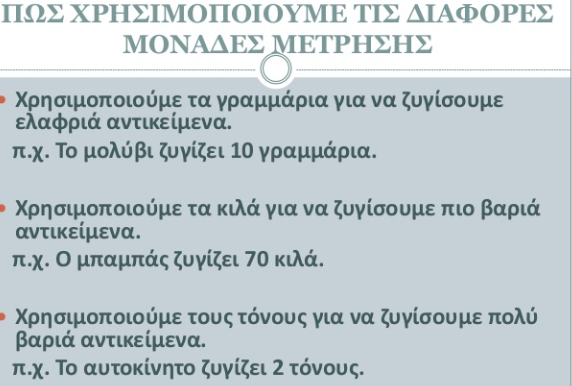 ΠΩΣ ΧΡΗΣΙΜΟΠΟΙΟΥΜΕ ΤΙΣ ΔΙΑΦΟΡΕΣ
ΜΟΝΑΔΕΣ ΜΕΤΡΗΣΗΣ
• Χρησιμοποιούμε τα γραμμάρια για να ζυγίσουμε
ελαφριά αντικείμενα.
π.χ. Το μολύβι ζυγίζει 10 γραμμάρια.
• Χρησιμοποιούμε τα κιλά για να ζυγίσουμε πιο βαριά
αντικείμενα.
π.χ. Ο μπαμπάς ζυγίζει 70 κιλά.
• Χρησιμοποιούμε τους τόνους για να ζυγίσουμε πολύ
βαριά αντικείμενα.
π.χ. Το αυτοκίνητο ζυγίζει 2 τόνους.